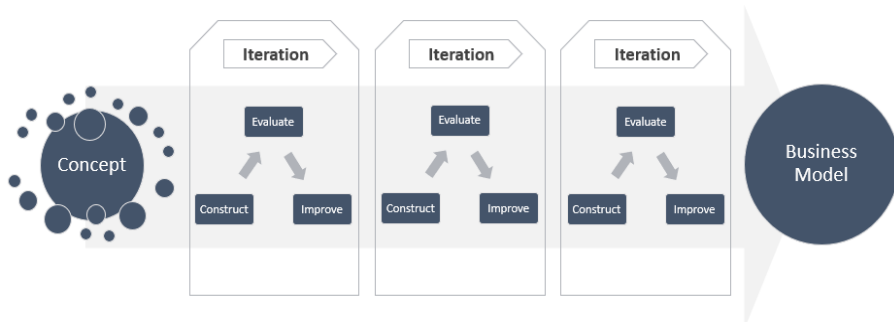 Iteration
Iteration
Iteration
Evaluate
Evaluate
Evaluate
Concept
Business
Model
Construct
Improve
Construct
Improve
Construct
Improve